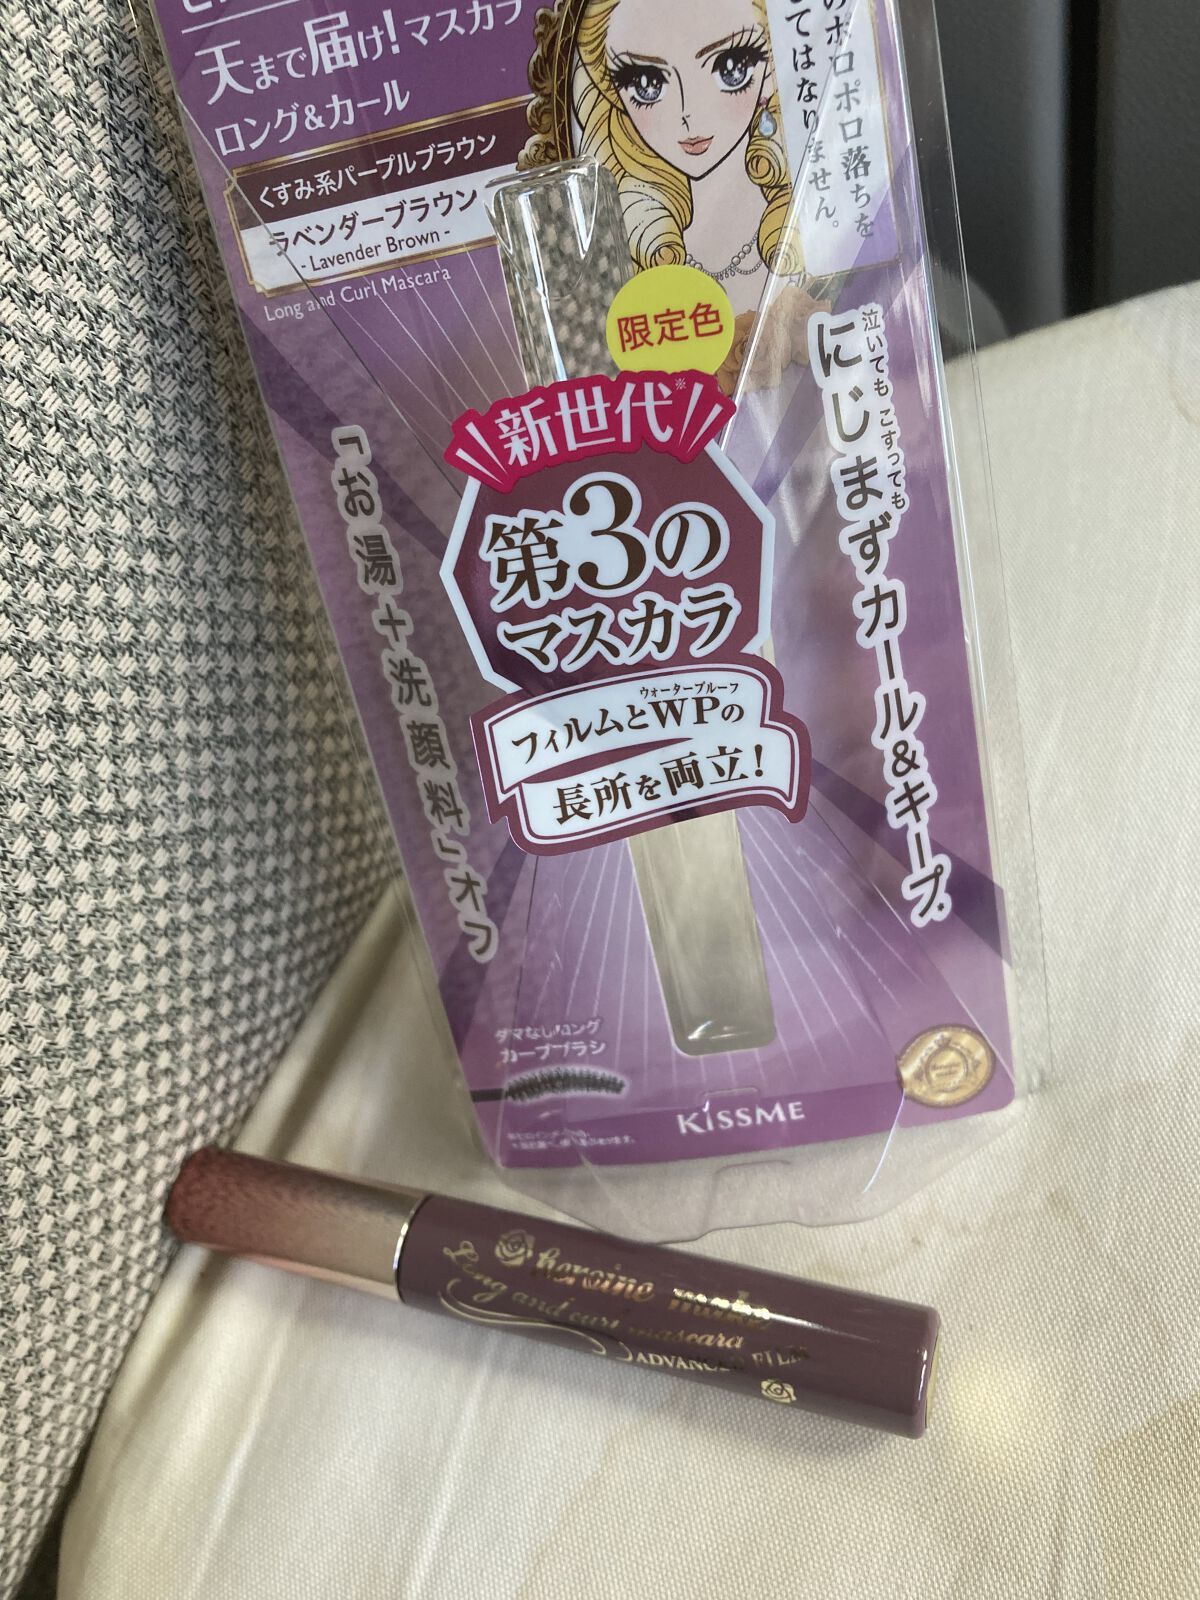 天まで届け!マスカラ
ロング&カール
くすみ系パープルブラウン
ラベンダーブラウン
- Lavender Brown -
Long and Curl Mascara
のボロボロ落ちを
してはなりません。
限定色
新世代※
第3の
マスカラ
ウォータープルーフ
フィルムとWPの
長所を両立!
泣いても こすっても
にじまずカール&キープ。
「お湯+洗顔料」オフ
ダマなしロング
カーブブラシ
KISSME
heroine make
Long and curl mascara
ADVANCED FILM